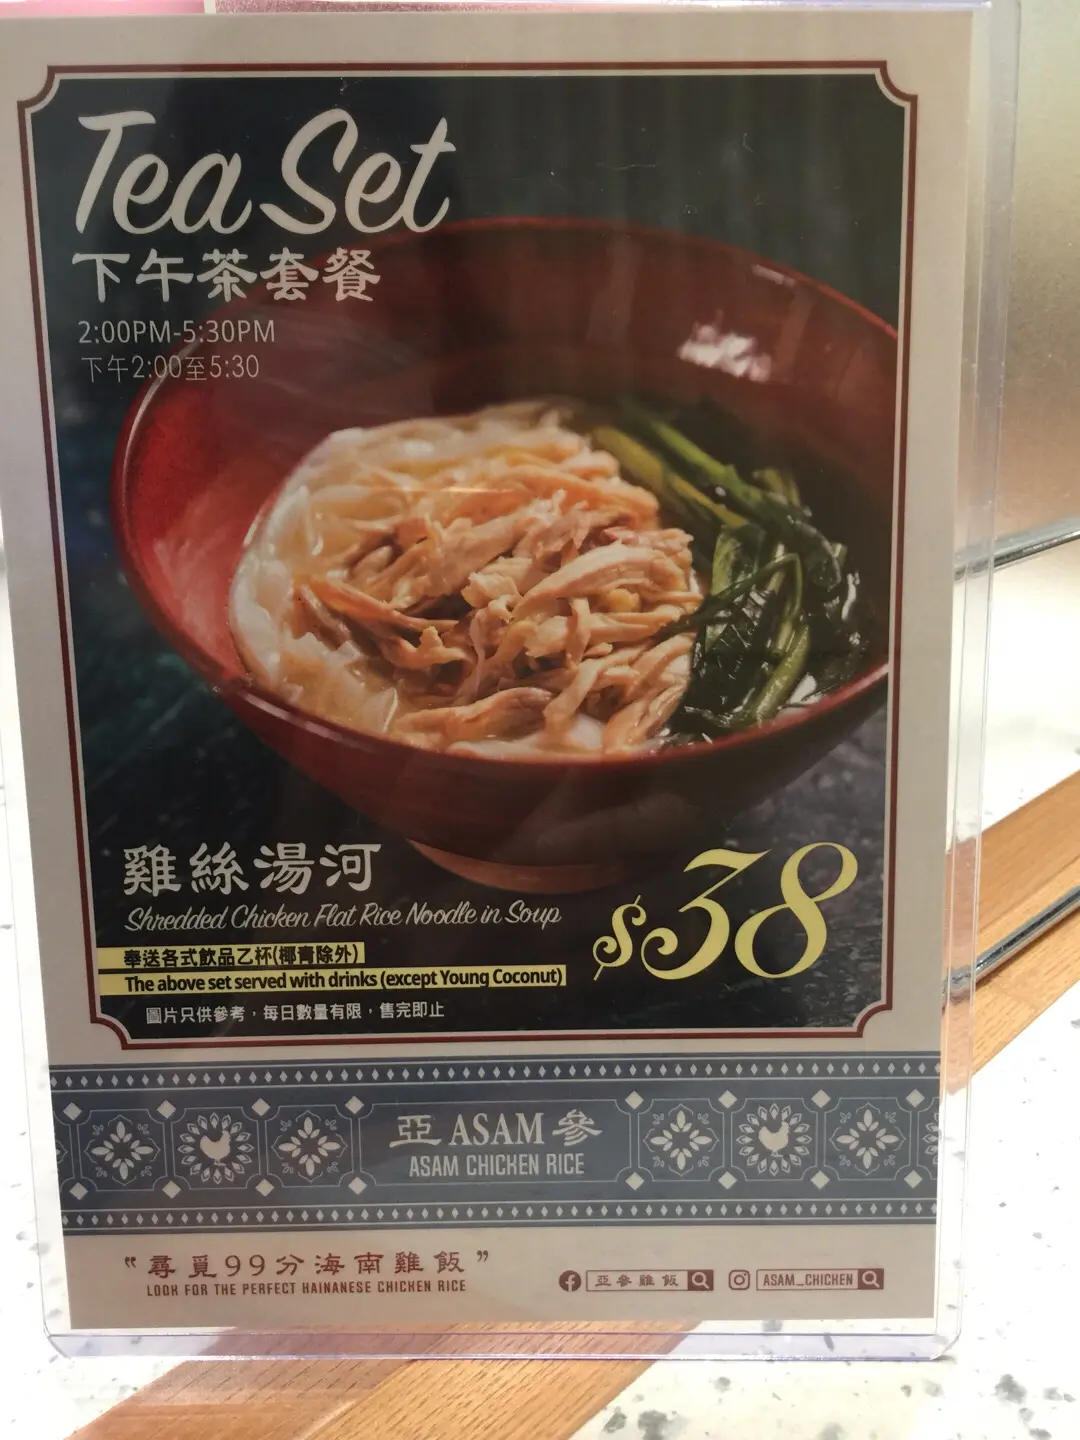 Tea Set
下午茶套餐
2:00PM-5:30PM
下午2:00至5:30
雞絲湯河
Shredded Chicken Flat Rice Noodle in Soup
$38
奉送各式飲品乙杯(椰青除外)
The above set served with drinks (except Young Coconut)
圖片只供參考，每日數量有限，售完即止
亞 ASAM 參
ASAM CHICKEN RICE
“尋覓99分海南雞飯”
LOOK FOR THE PERFECT HAINANESE CHICKEN RICE
亞參雞飯
ASAM_CHICKEN